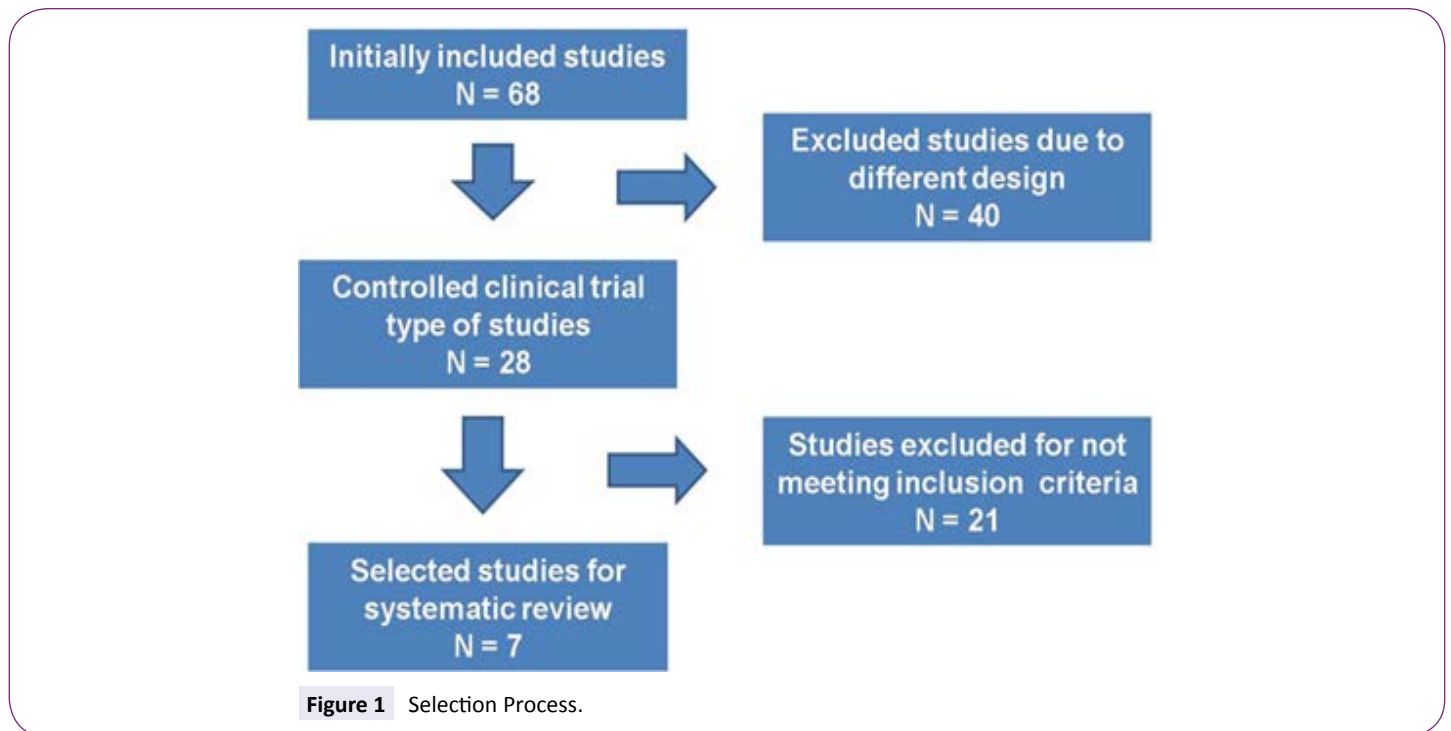 Initially included studies
N = 68
Excluded studies due to
different design
N = 40
Controlled clinical trial
type of studies
N = 28
Studies excluded for not
meeting inclusion criteria
N = 21
Selected studies for
systematic review
N = 7
Figure 1 Selection Process.